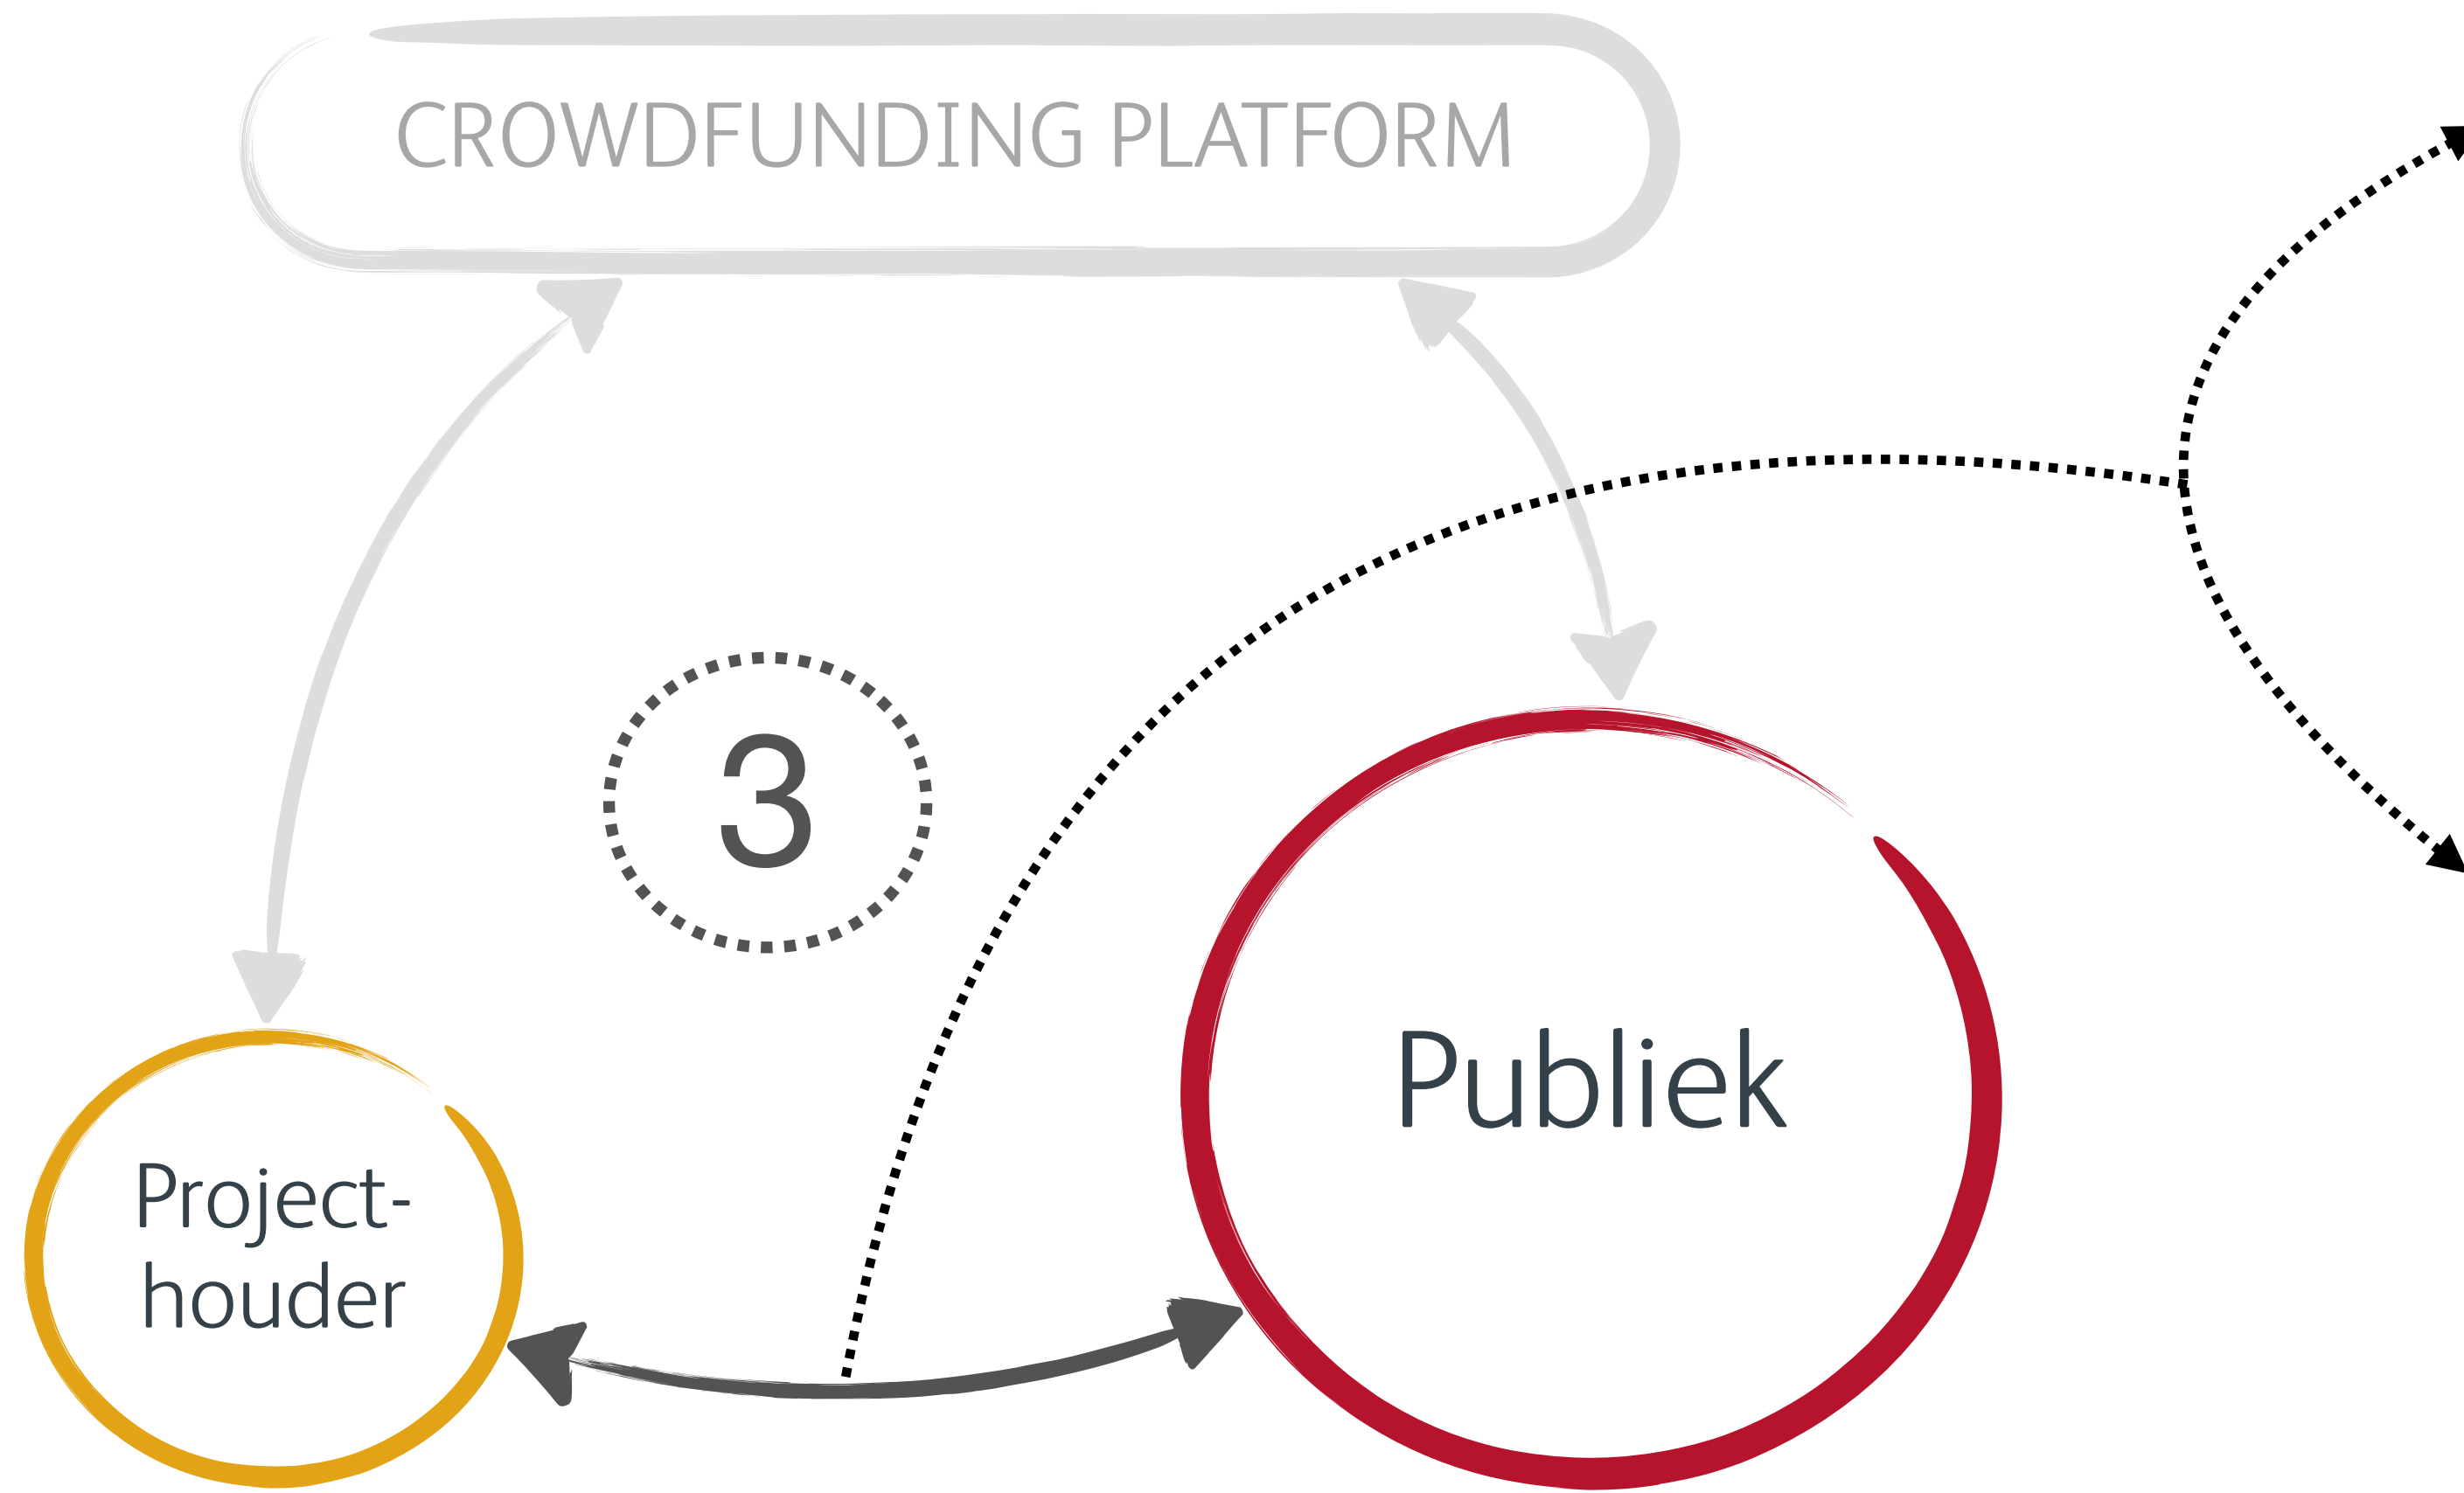 CROWDFUNDING PLATFORM
3
Publiek
Project-
houder